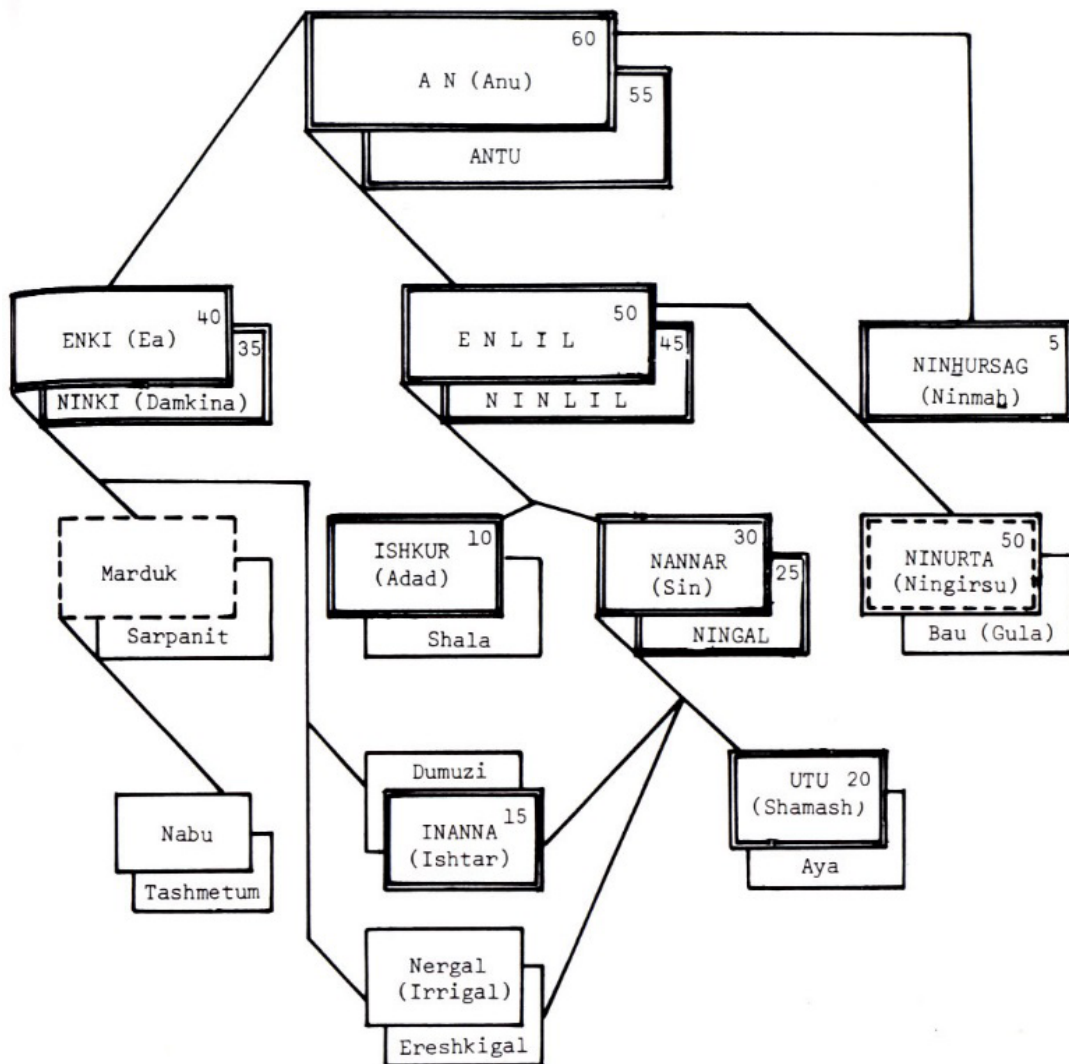 60
A N (Anu)
55
ANTU
40
ENKI (Ea)
35
NINKI (Damkina)
50
E N L I L
45
N I N L I L
5
NINHURSAG
(Ninmah)
Marduk
Sarpanit
10
ISHKUR
(Adad)
Shala
30
NANNAR
(Sin)
25
NINGAL
50
NINURTA
(Ningirsu)
Bau (Gula)
Dumuzi
15
INANNA
(Ishtar)
UTU 20
(Shamash)
Aya
Nabu
Tashmetum
Nergal
(Irrigal)
Ereshkigal